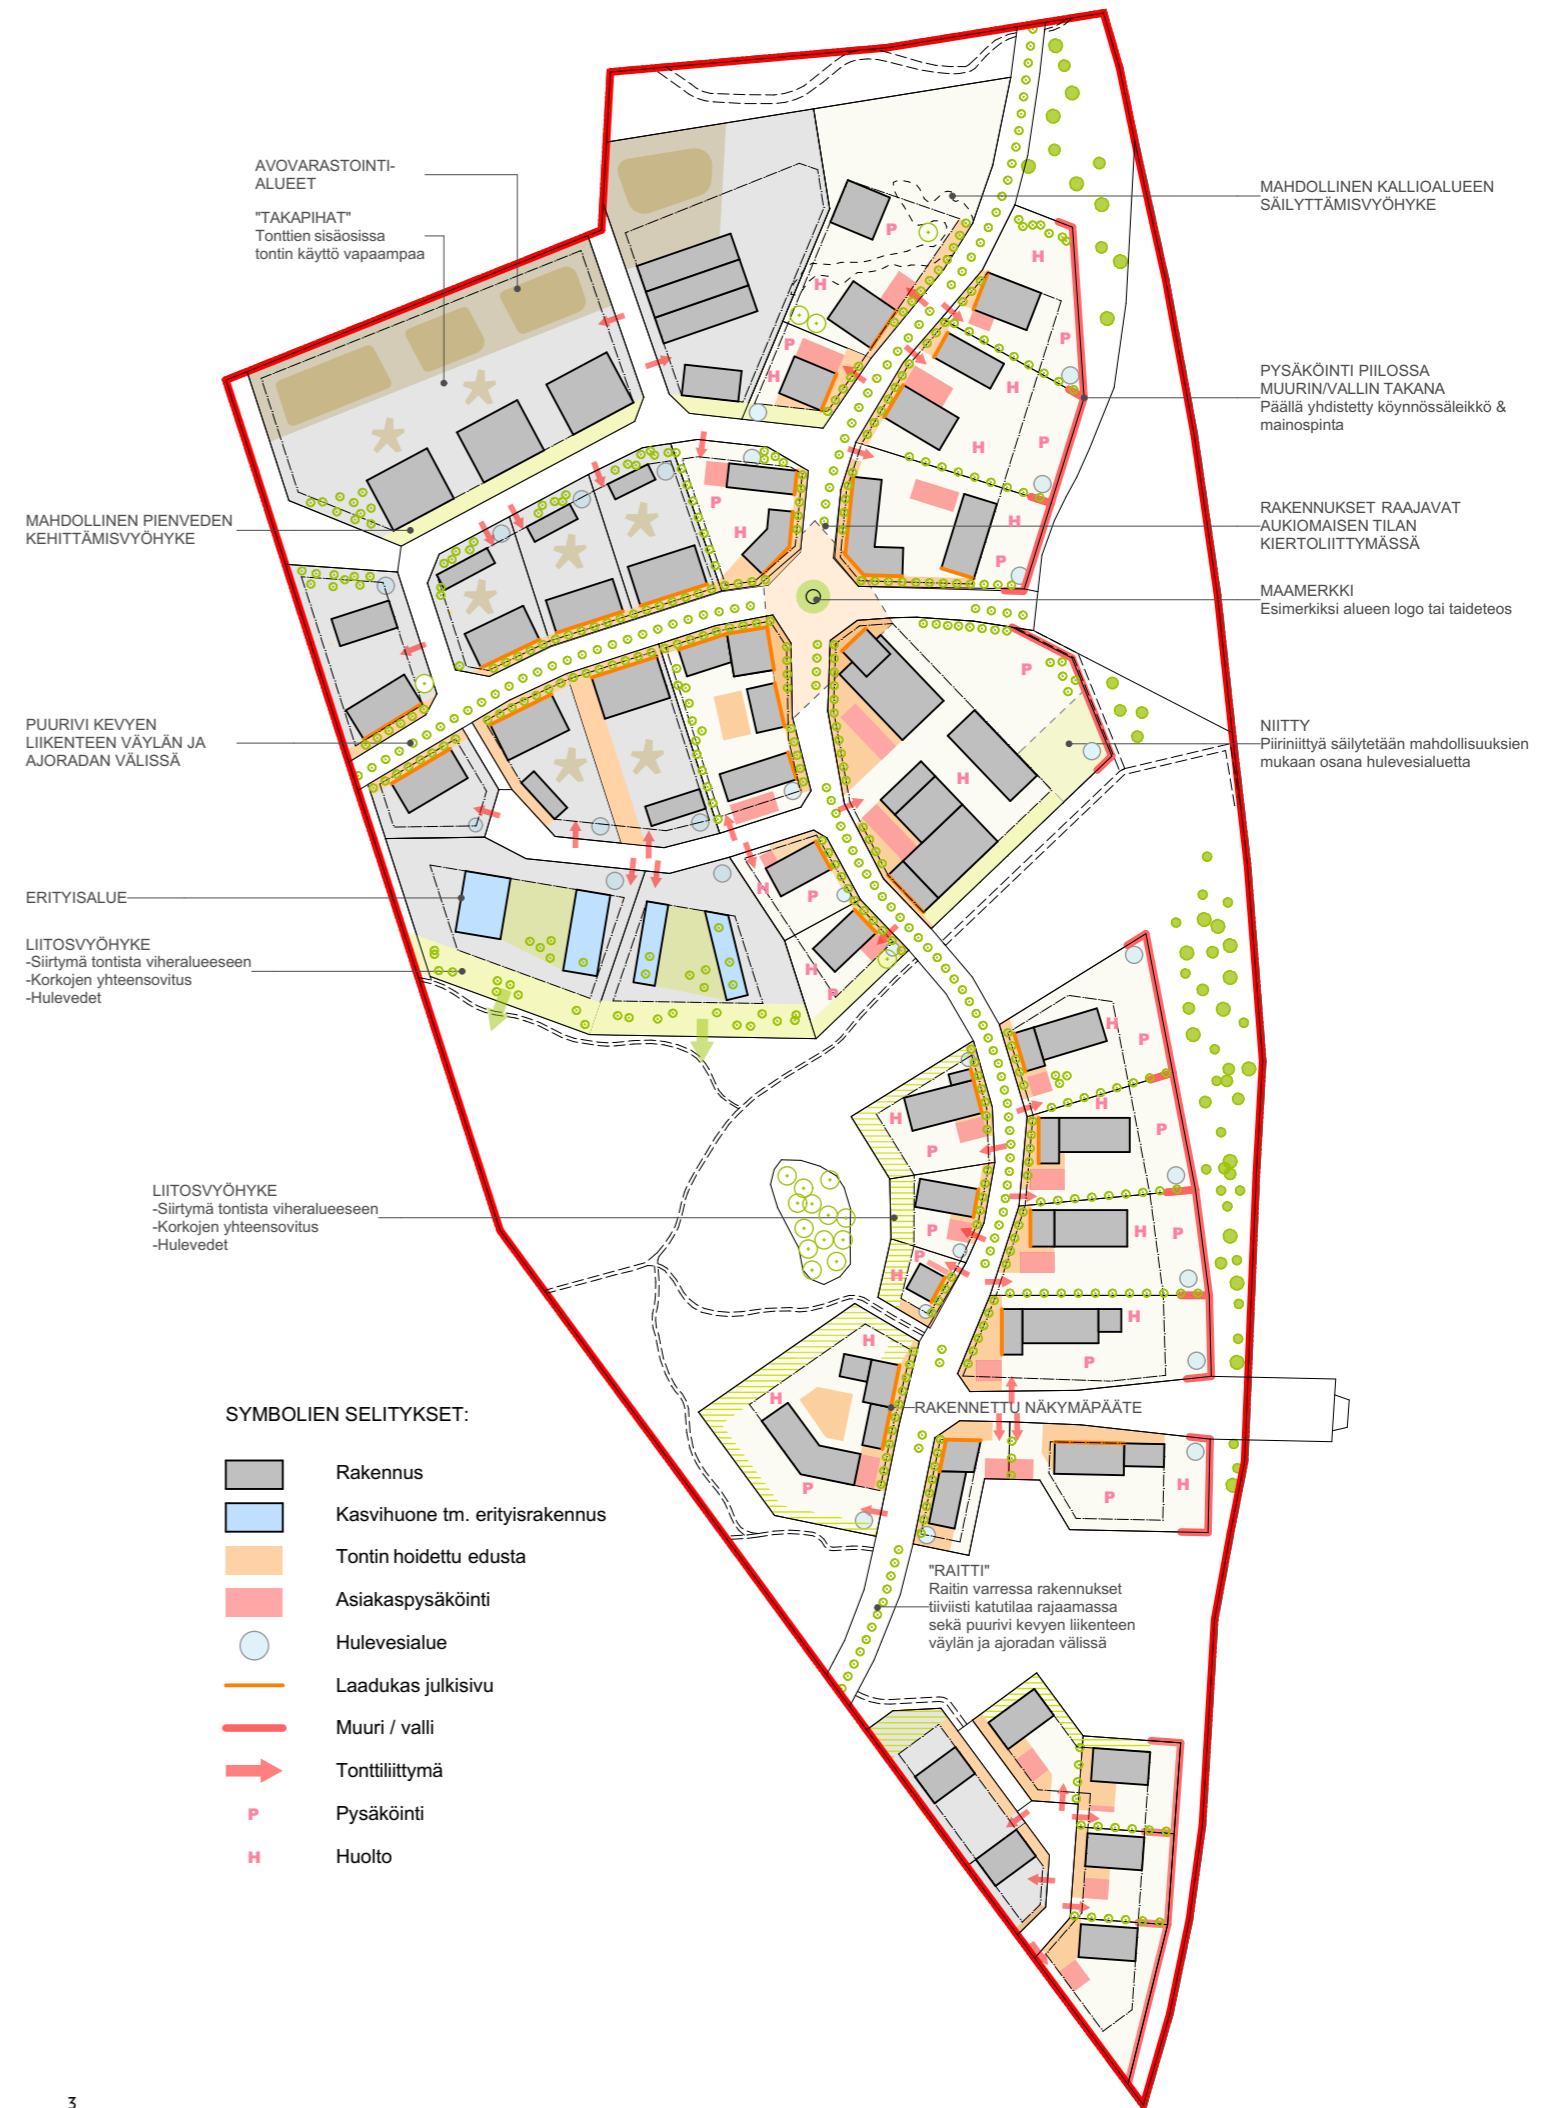 AVOVARASTOINTI-
ALUEET
"TAKAPIHAT"
Tonttien sisäosissa
tontin käyttö vapaampaa
MAHDOLLINEN PIENVEDEN
KEHITTÄMISVYÖHYKE
PUURIVI KEVYEN
LIIKENTEEN VÄYLÄN JA
AJORADAN VÄLISSÄ
ERITYISALUE
LIITOSVYÖHYKE
-Siirtymä tontista viheralueeseen
-Korkojen yhteensovitus
-Hulevedet
LIITOSVYÖHYKE
-Siirtymä tontista viheralueeseen
-Korkojen yhteensovitus
-Hulevedet
MAHDOLLINEN KALLIOALUEEN
SÄILYTTÄMISVYÖHYKE
PYSÄKÖINTI PIILOSSA
MUURIN/VALLIN TAKANA
Päällä yhdistetty köynnössäleikkö &
mainospinta
RAKENNUKSET RAAJAVAT
AUKIOMAISEN TILAN
KIERTOLIITTYMÄSSÄ
MAAMERKKI
Esimerkiksi alueen logo tai taideteos
NIITTY
Piiriniittyä säilytetään mahdollisuuksien
mukaan osana hulevesialuetta
RAKENNETTU NÄKYMÄPÄÄTE
"RAITTI"
Raitin varressa rakennukset
tiiviisti katutilaa rajaamassa
sekä puurivi kevyen liikenteen
väylän ja ajoradan välissä
SYMBOLIEN SELITYKSET:
Rakennus
Kasvihuone tm. erityisrakennus
Tontin hoidettu edusta
Asiakaspysäköinti
Hulevesialue
Laadukas julkisivu
Muuri / valli
Tonttiliittymä
P Pysäköinti
H Huolto
3